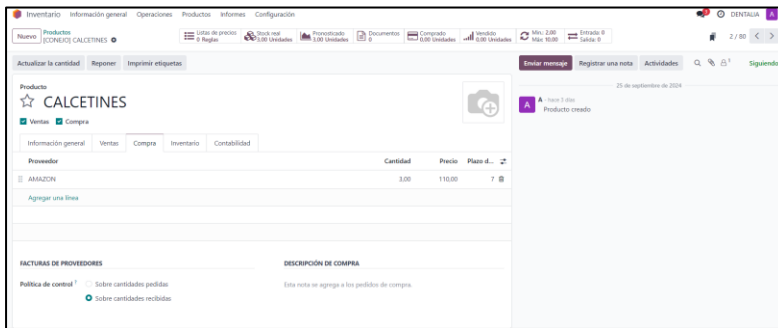 Inventario Información general Operaciones Productos Informes Configuración DENTALIA A
Nuevo Productos Listas de precios Stock real Pronosticado Documentos Comprado Vendido Mín.: 2,00 Entrada: 0
[CONEJO] CALCETINES 0 Reglas 3,00 Unidades 3,00 Unidades 0 0,00 Unidades 0,00 Unidades Máx: 10,00 Salida: 0 2 / 80
Actualizar la cantidad Reponer Imprimir etiquetas Enviar mensaje Registrar una nota Actividades 1 Siguiendo
Producto
CALCETINES
Ventas Compra
25 de septiembre de 2024
A A - hace 3 días
Producto creado
Información general Ventas Compra Inventario Contabilidad
Proveedor Cantidad Precio Plazo d...
AMAZON 3,00 110,00 7
Agregar una línea
FACTURAS DE PROVEEDORES DESCRIPCIÓN DE COMPRA
Política de control ? Sobre cantidades pedidas Esta nota se agrega a los pedidos de compra.
Sobre cantidades recibidas